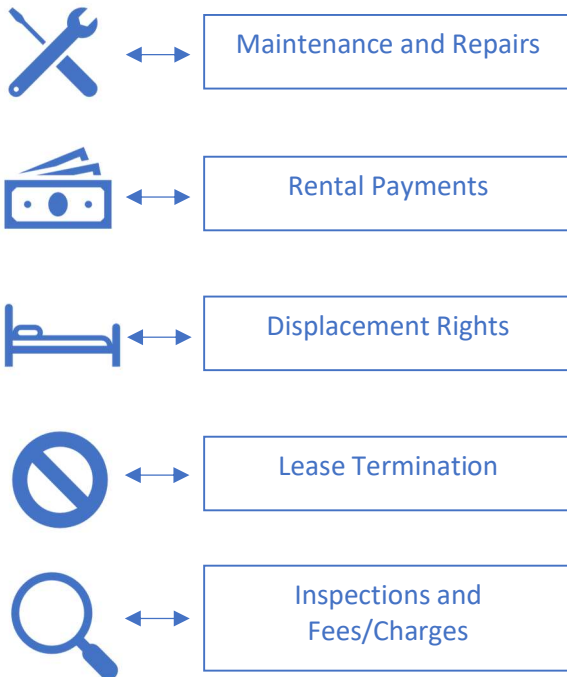 Maintenance and Repairs
Rental Payments
Displacement Rights
Lease Termination
Inspections and
Fees/Charges